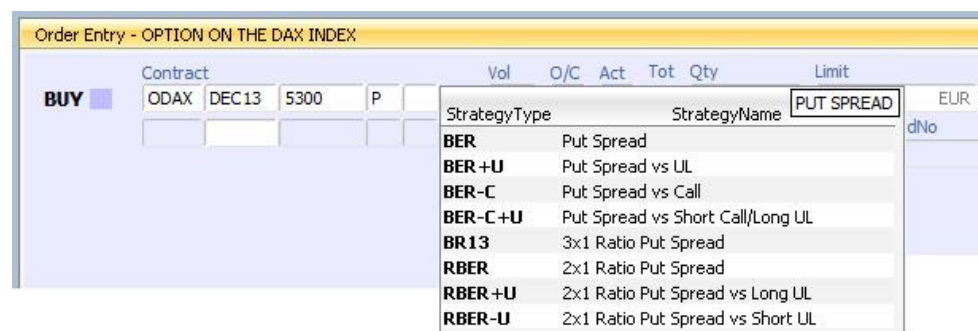 Order Entry - OPTION ON THE DAX INDEX
Contract Vol O/C Act Tot Qty Limit
BUY ODAX DEC13 5300 P EUR
StrategyType StrategyName PUT SPREAD
dNo
BER Put Spread
BER+U Put Spread vs UL
BER-C Put Spread vs Call
BER-C+U Put Spread vs Short Call/Long UL
BR13 3x1 Ratio Put Spread
RBER 2x1 Ratio Put Spread
RBER+U 2x1 Ratio Put Spread vs Long UL
RBER-U 2x1 Ratio Put Spread vs Short UL